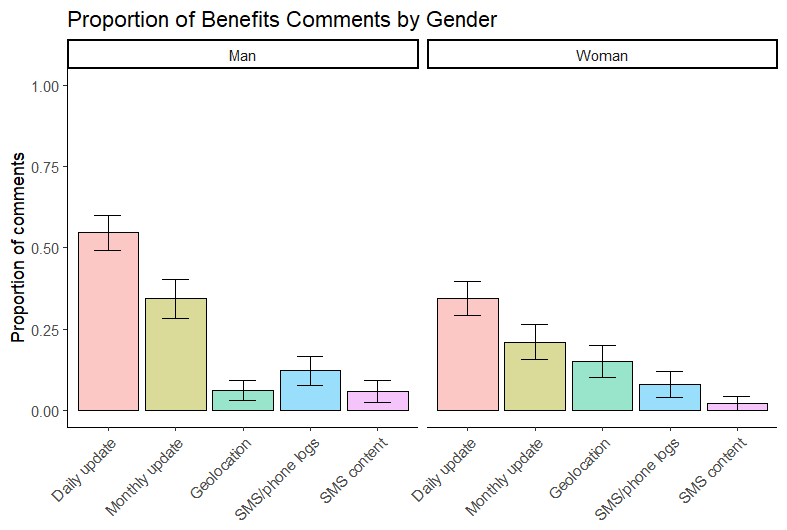 Proportion of Benefits Comments by Gender
Man
Woman
Proportion of comments
1.00
0.75
0.50
0.25
0.00
Daily update
Monthly update
Geolocation
SMS/phone logs
SMS content
Daily update
Monthly update
Geolocation
SMS/phone logs
SMS content